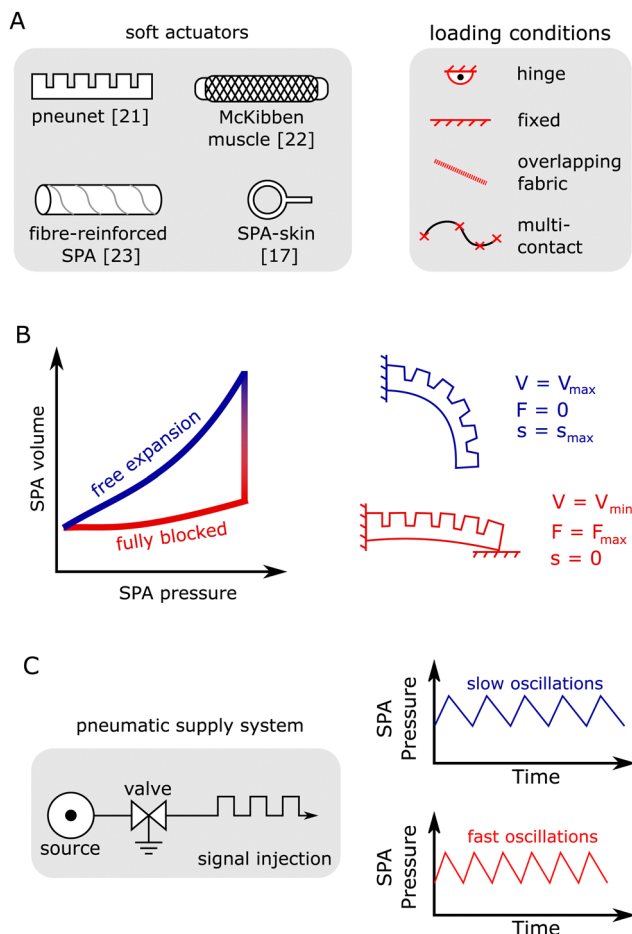 A
soft actuators
pneunet [21]
McKibben
muscle [22]
fibre-reinforced
SPA [23]
SPA-skin
[17]
loading conditions
hinge
fixed
overlapping
fabric
multi-
contact
B
SPA volume
free expansion
fully blocked
SPA pressure
V = Vmax
F = 0
s = smax
V = Vmin
F = Fmax
s = 0
C
pneumatic supply system
valve
source
signal injection
SPA
Pressure
slow oscillations
Time
SPA
Pressure
fast oscillations
Time